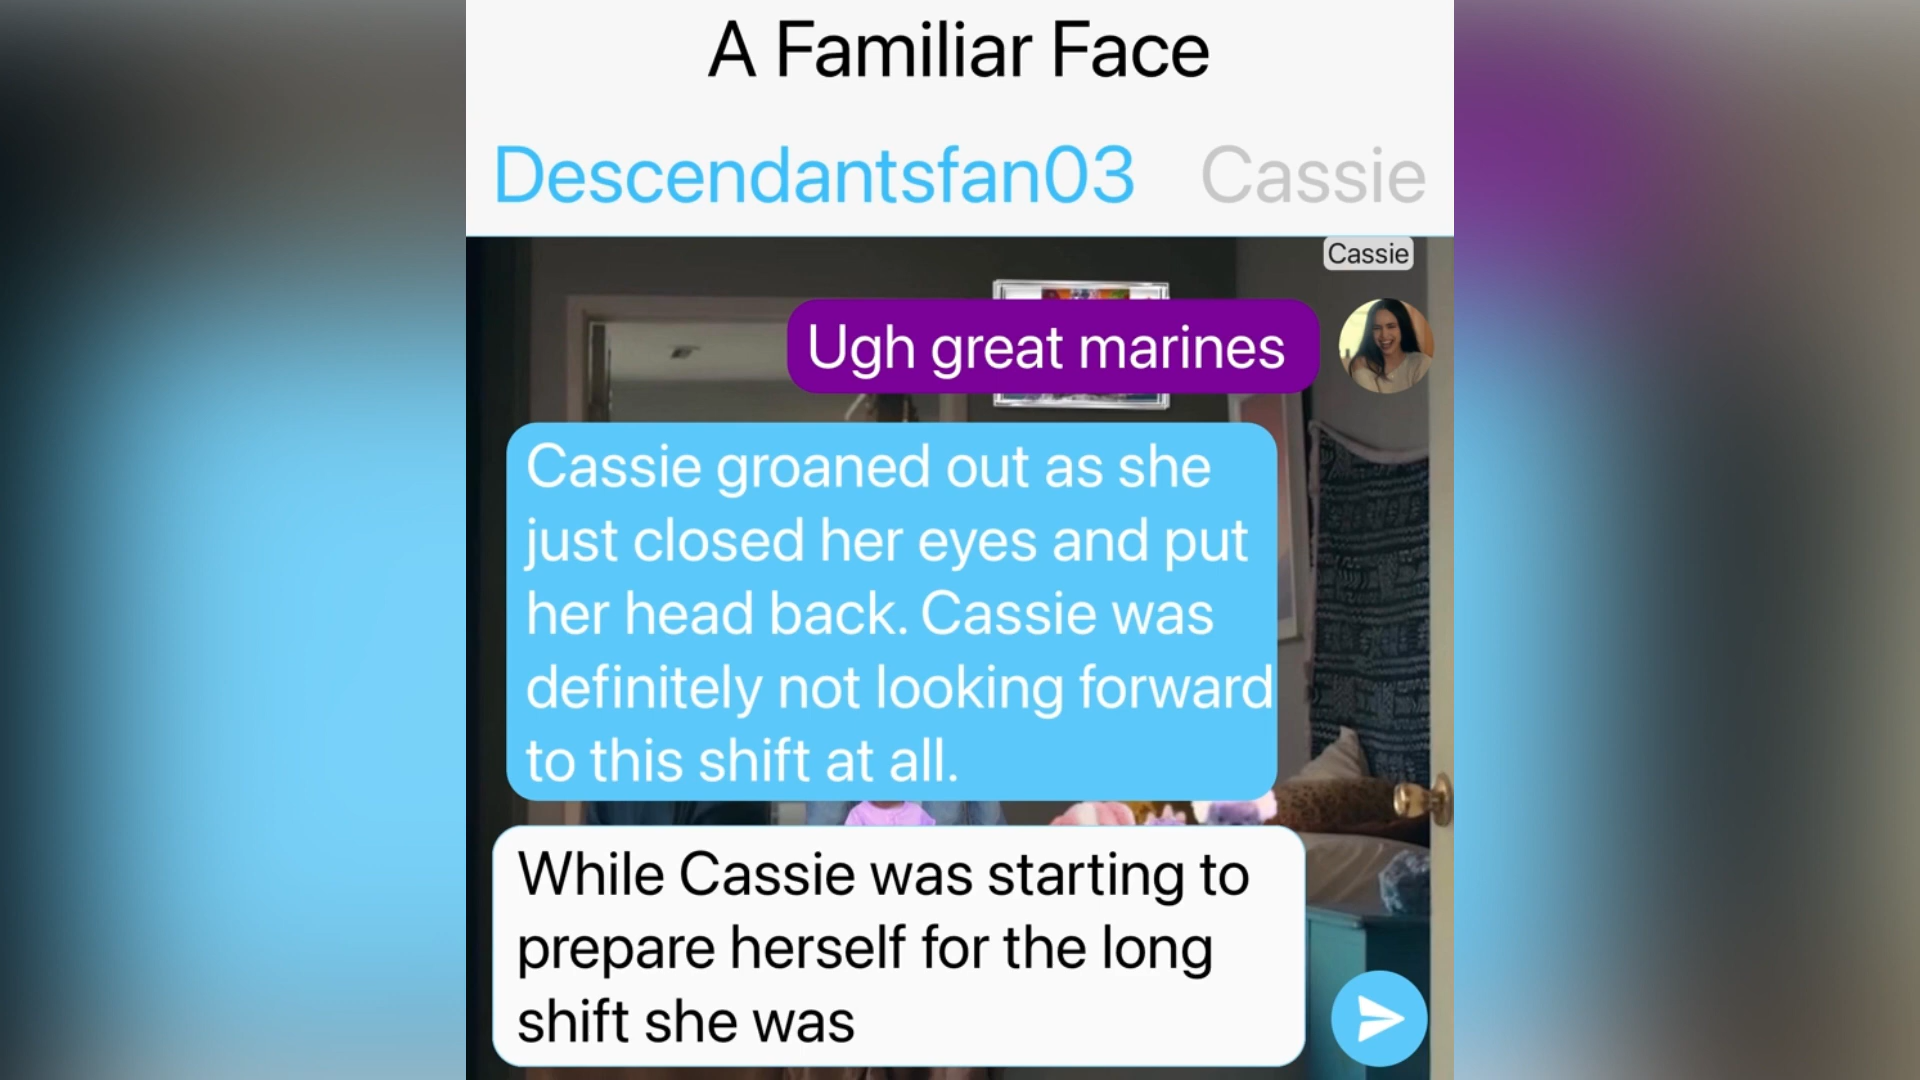 A Familiar Face
Descendantsfan03 Cassie
Cassie
Ugh great marines
Cassie groaned out as she
just closed her eyes and put
her head back. Cassie was
definitely not looking forward
to this shift at all.
While Cassie was starting to
prepare herself for the long
shift she was